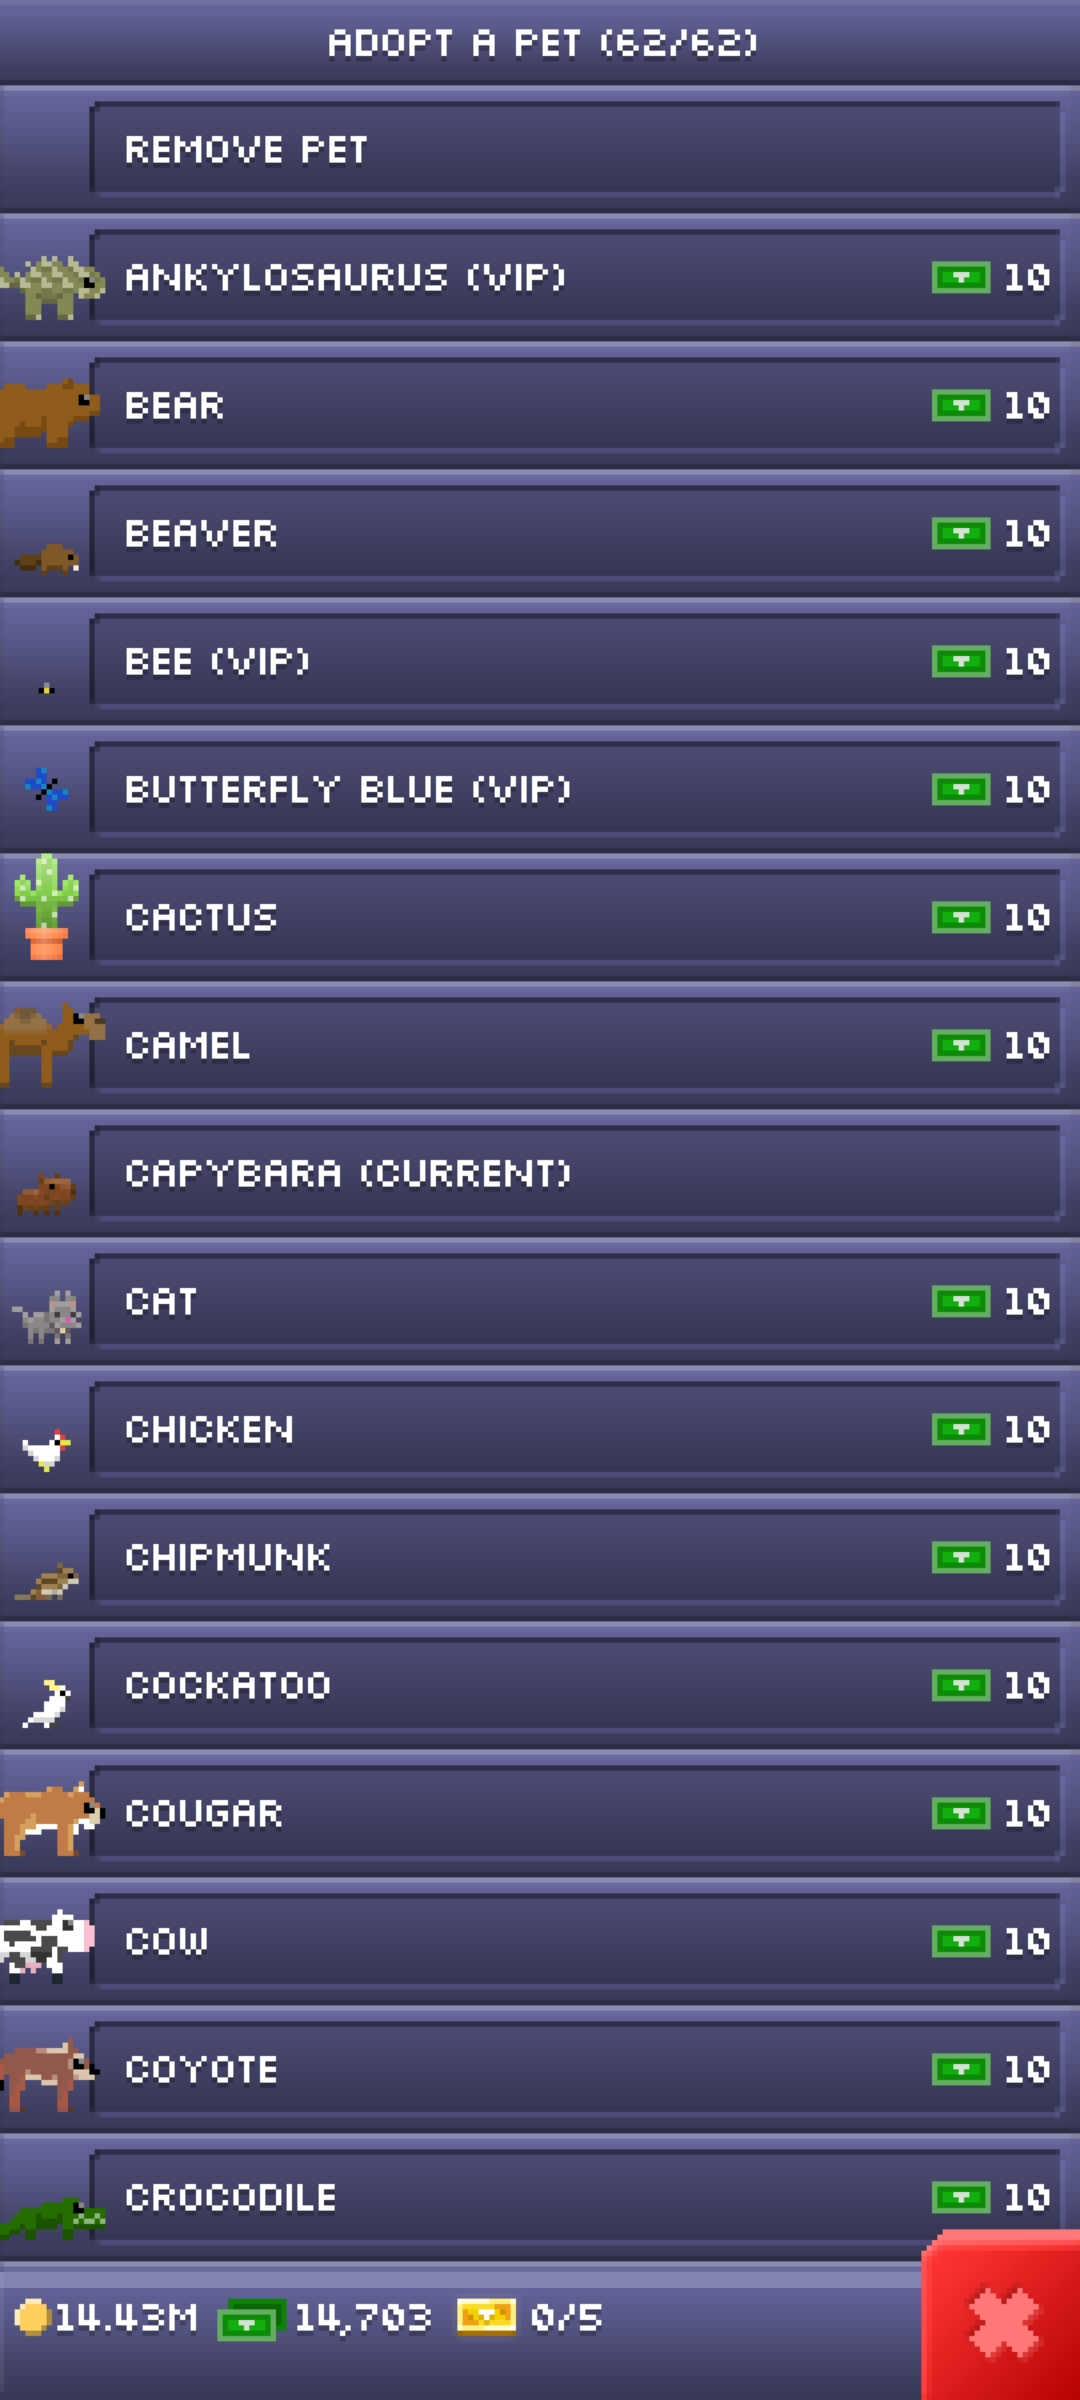 ADOPT A PET (62/62)
REMOVE PET
ANKYLOSAURUS (VIP) 10
BEAR 10
BEAVER 10
BEE (VIP) 10
BUTTERFLY BLUE (VIP) 10
CACTUS 10
CAMEL 10
CAPYBARA (CURRENT)
CAT 10
CHICKEN 10
CHIPMUNK 10
COCKATOO 10
COUGAR 10
COW 10
COYOTE 10
CROCODILE 10
14.43M 14,703 0/5